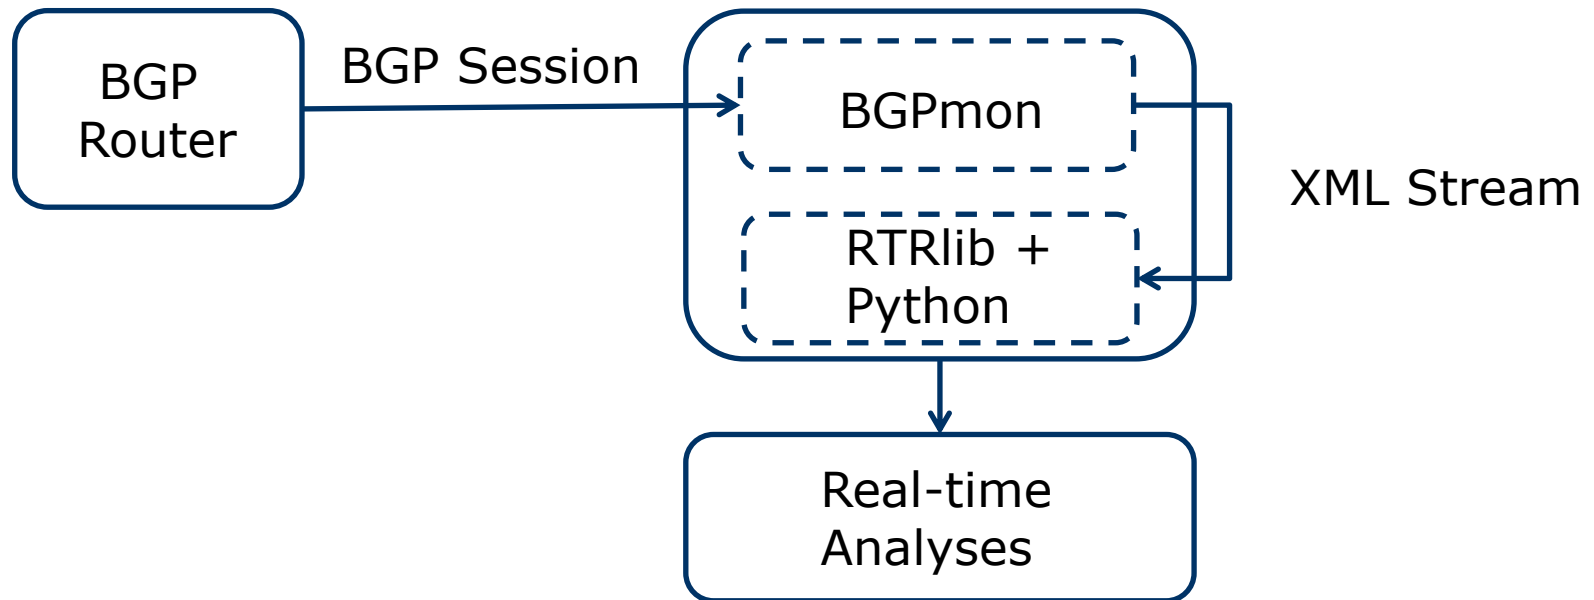 BGP
Router
BGP Session
BGPmon
XML Stream
RTRlib +
Python
Real-time
Analyses